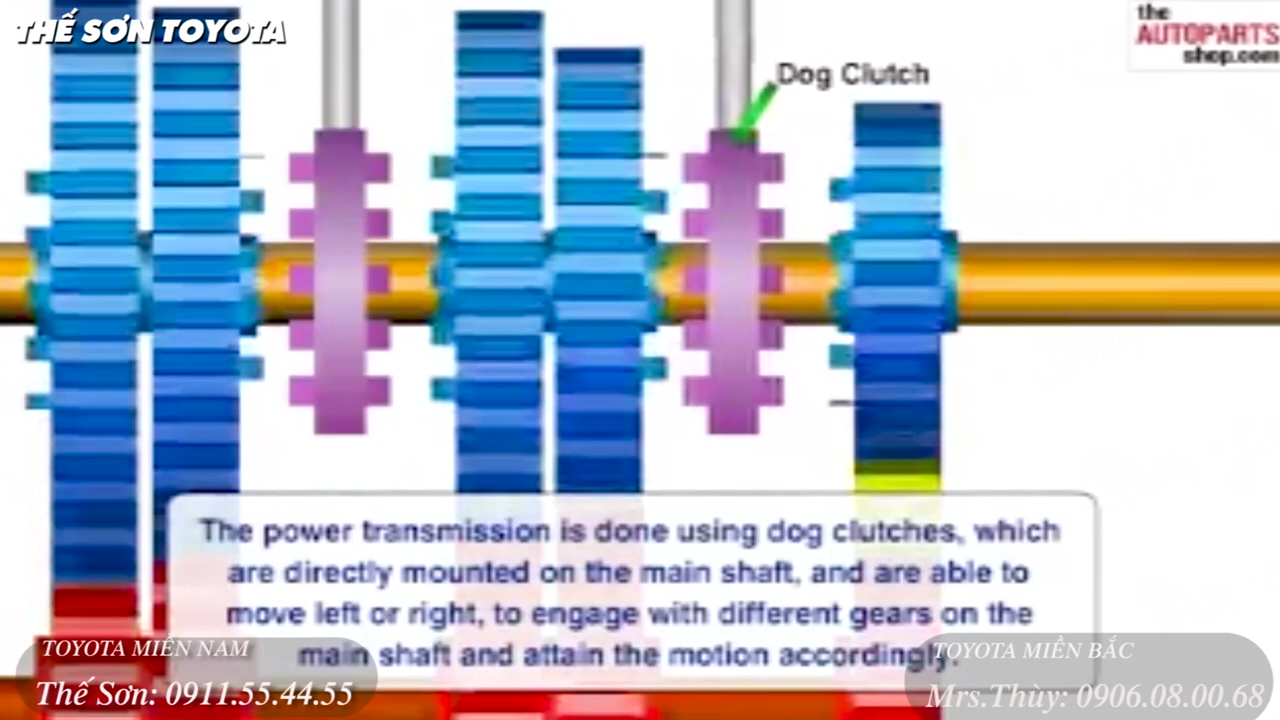 THẾ SƠN TOYOTA
the
AUTOPARTS
shop.com
Dog Clutch
The power transmission is done using dog clutches, which
are directly mounted on the main shaft, and are able to
move left or right, to engage with different gears on the
main shaft and attain the motion accordingly.
TOYOTA MIỀN NAM
Thế Sơn: 0911.55.44.55
TOYOTA MIỀN BẮC
Mrs.Thùy: 0906.08.00.68